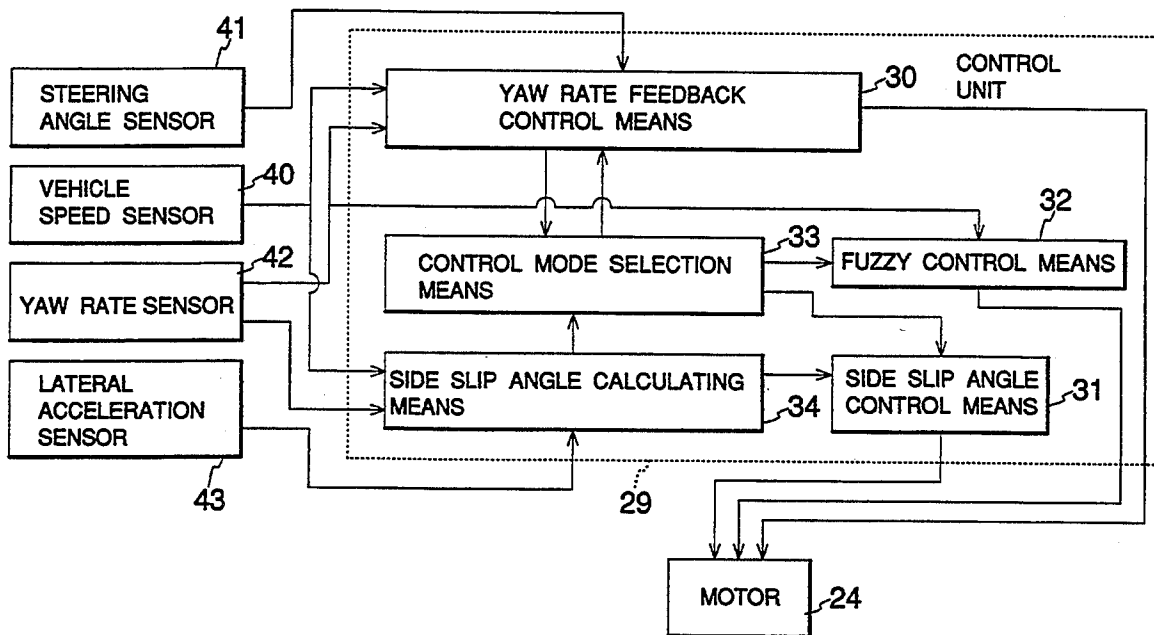 41
STEERING
ANGLE SENSOR
YAW RATE FEEDBACK
CONTROL MEANS
30
CONTROL
UNIT
40
VEHICLE
SPEED SENSOR
42
YAW RATE SENSOR
33
CONTROL MODE SELECTION
MEANS
32
FUZZY CONTROL MEANS
LATERAL
ACCELERATION
SENSOR
43
SIDE SLIP ANGLE CALCULATING
MEANS
34
SIDE SLIP ANGLE
CONTROL MEANS
31
29
MOTOR
24